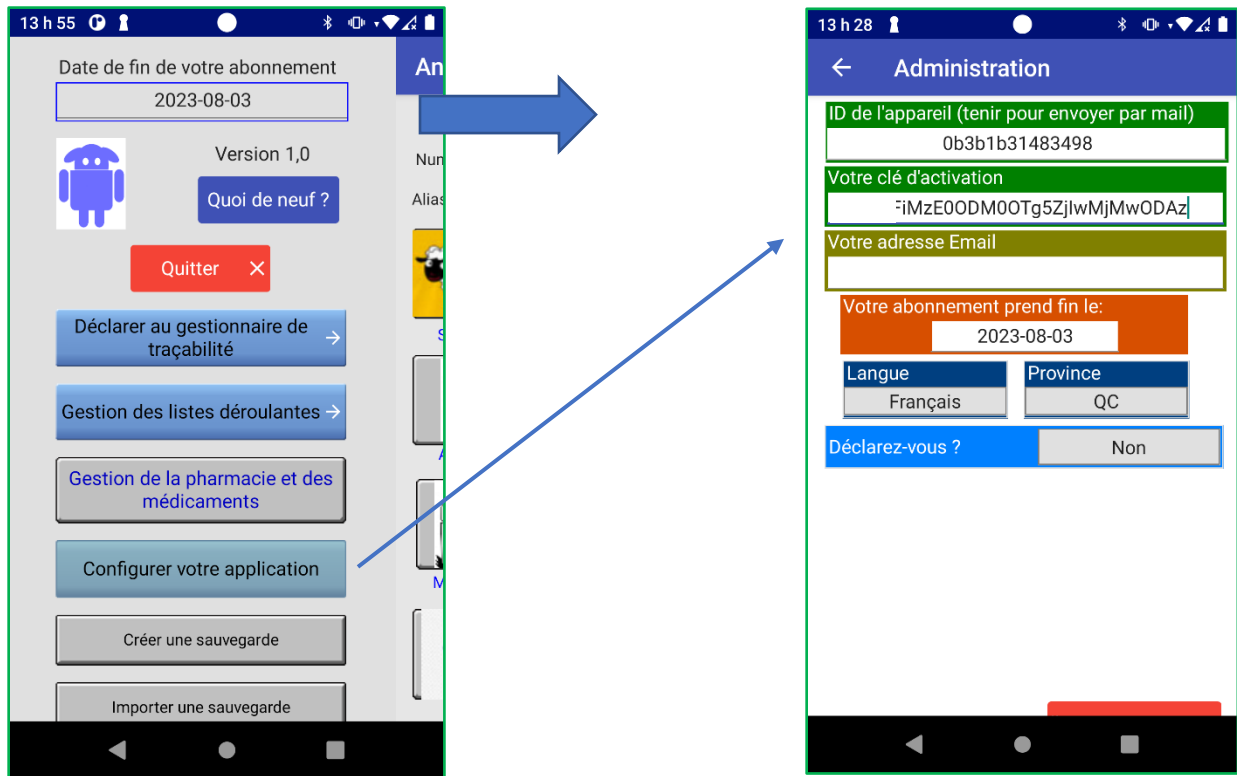 13 h 55
Date de fin de votre abonnement
2023-08-03
Version 1,0
Quoi de neuf ?
Quitter ×
Déclarer au gestionnaire de
traçabilité
Gestion des listes déroulantes
Gestion de la pharmacie et des
médicaments
Configurer votre application
Créer une sauvegarde
Importer une sauvegarde
An
Num
Alias
S
A
M
13 h 28
Administration
ID de l'appareil (tenir pour envoyer par mail)
0b3b1b31483498
Votre clé d'activation
FiMzE0ODM0OTg5ZjIwMjMwODAz
Votre adresse Email
Votre abonnement prend fin le:
2023-08-03
Langue
Français
Province
QC
Déclarez-vous ?
Non